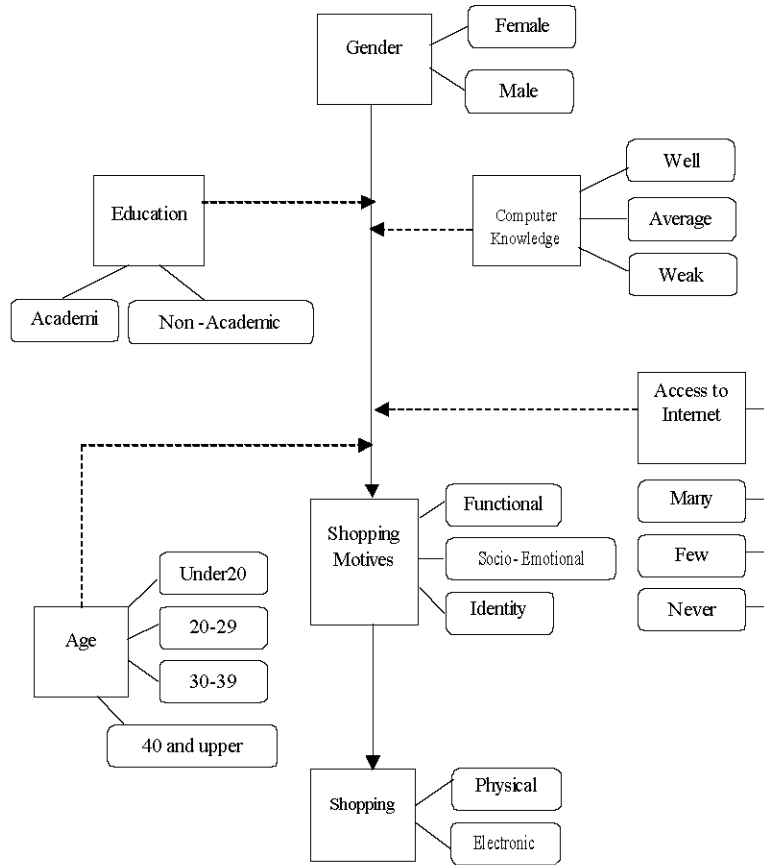 Female
Gender
Male
Well
Education
Computer
Knowledge
Average
Weak
Academi
Non -Academic
Access to
Internet
Functional
Many
Shopping
Motives
Socio- Emotional
Few
Under20
Identity
Never
20-29
Age
30-39
40 and upper
Physical
Shopping
Electronic